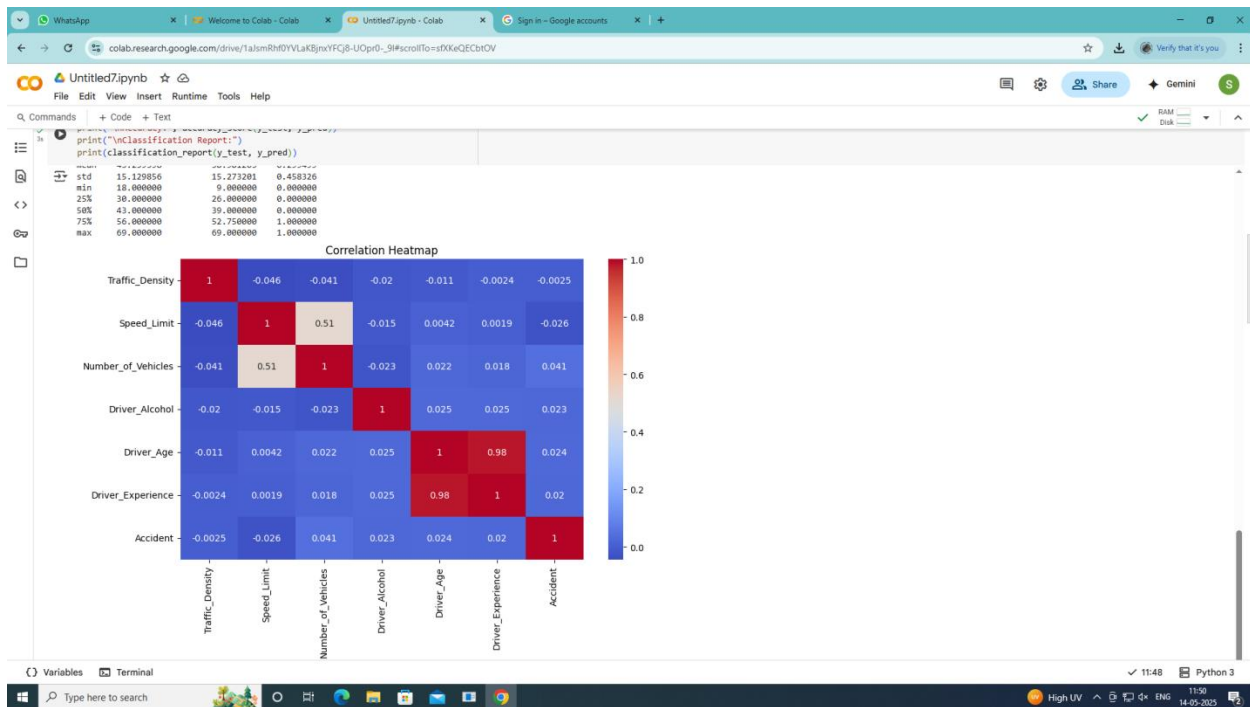 WhatsApp
Welcome to Colab - Colab
Untitled7.ipynb - Colab
Sign in – Google accounts
colab.research.google.com/drive/1aJsmRhf0YVLaKBjnxYFCj8-UOpr0-_9I#scrollTo=sfXKeQECbtOV
Verify that it's you
Untitled7.ipynb
File Edit View Insert Runtime Tools Help
Share
Gemini
S
Commands + Code + Text
RAM
Disk
3s
print("\nAccuracy:", accuracy_score(y_test, y_pred))
print("\nClassification Report:")
print(classification_report(y_test, y_pred))
std 15.129856 15.273201 0.458326
min 18.000000 9.000000 0.000000
25% 30.000000 26.000000 0.000000
50% 43.000000 39.000000 0.000000
75% 56.000000 52.750000 1.000000
max 69.000000 69.000000 1.000000
Correlation Heatmap
Traffic_Density 1 -0.046 -0.041 -0.02 -0.011 -0.0024 -0.0025
Speed_Limit -0.046 1 0.51 -0.015 0.0042 0.0019 -0.026
Number_of_Vehicles -0.041 0.51 1 -0.023 0.022 0.018 0.041
Driver_Alcohol -0.02 -0.015 -0.023 1 0.025 0.025 0.023
Driver_Age -0.011 0.0042 0.022 0.025 1 0.98 0.024
Driver_Experience -0.0024 0.0019 0.018 0.025 0.98 1 0.02
Accident -0.0025 -0.026 0.041 0.023 0.024 0.02 1
Traffic_Density
Speed_Limit
Number_of_Vehicles
Driver_Alcohol
Driver_Age
Driver_Experience
Accident
1.0
0.8
0.6
0.4
0.2
0.0
Variables Terminal
11:48 Python 3
Type here to search
High UV
ENG
11:50
14-05-2025
2